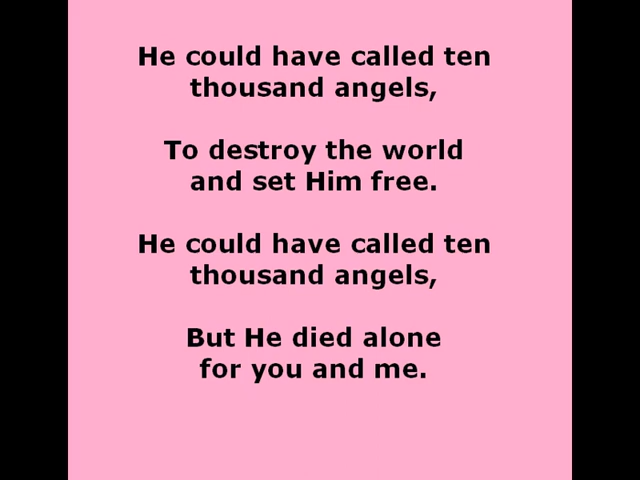 He could have called ten
thousand angels,
To destroy the world
and set Him free.
He could have called ten
thousand angels,
But He died alone
for you and me.